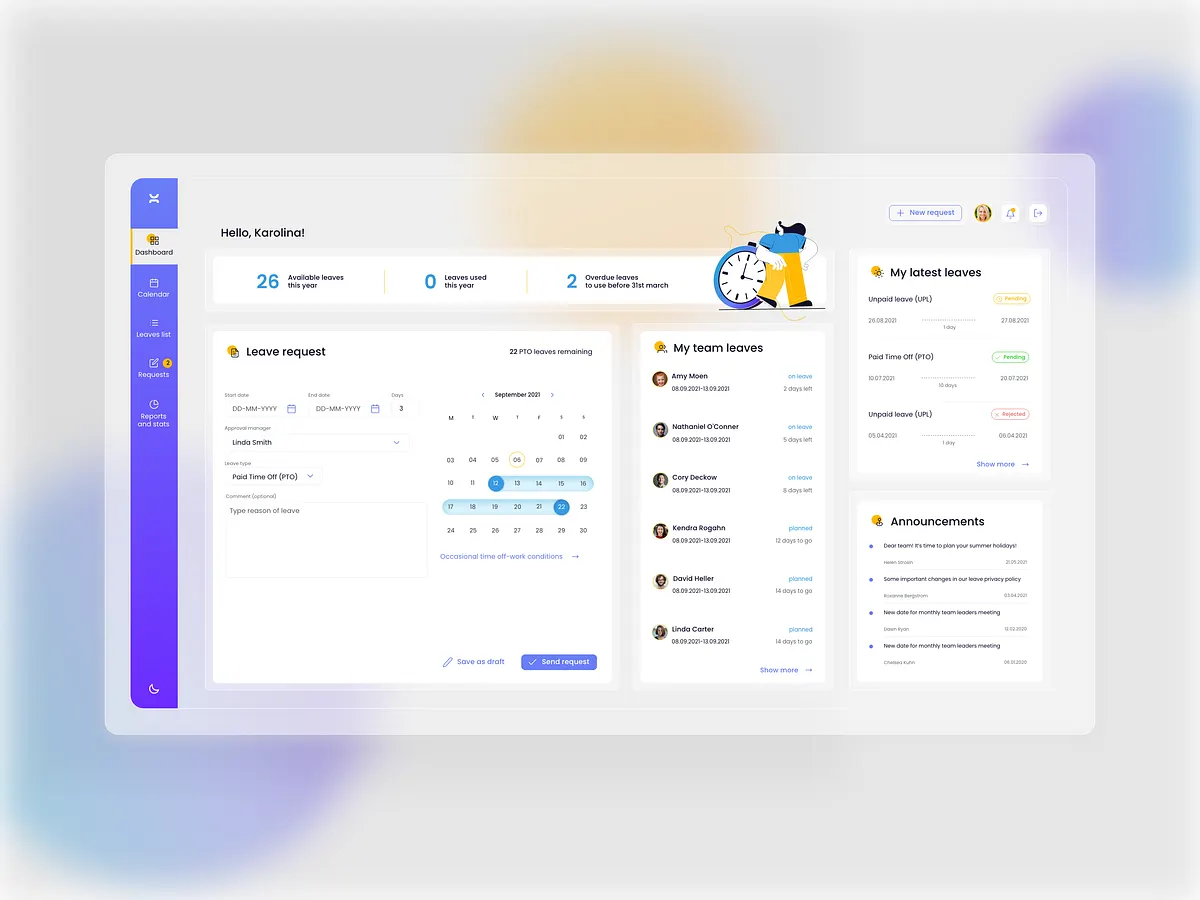 Hello, Karolina!
New request
Dashboard
Calendar
Leaves list
Requests
2
Reports
and stats
26
Available leaves
this year
0
Leaves used
this year
2
Overdue leaves
to use before 31st march
Leave request
22 PTO leaves remaining
Start date
End date
Days
DD-MM-YYYY
DD-MM-YYYY
3
Approval manager
Linda Smith
Leave type
Paid Time Off (PTO)
Comment (optional)
Type reason of leave
September 2021
M T W T F S S
01 02
03 04 05 06 07 08 09
10 11 12 13 14 15 16
17 18 19 20 21 22 23
24 25 26 27 28 29 30
Occasional time off-work conditions
Save as draft
Send request
My team leaves
Amy Moen
on leave
08.09.2021-13.09.2021
2 days left
Nathaniel O'Conner
on leave
08.09.2021-13.09.2021
5 days left
Cory Deckow
on leave
08.09.2021-13.09.2021
8 days left
Kendra Rogahn
planned
08.09.2021-13.09.2021
12 days to go
David Heller
planned
08.09.2021-13.09.2021
14 days to go
Linda Carter
planned
08.09.2021-13.09.2021
14 days to go
Show more
My latest leaves
Unpaid leave (UPL)
Pending
26.08.2021
27.08.2021
1 day
Paid Time Off (PTO)
Pending
10.07.2021
20.07.2021
10 days
Unpaid leave (UPL)
Rejected
05.04.2021
06.04.2021
1 day
Show more
Announcements
Dear team! It's time to plan your summer holidays!
Helen Strosin
21.05.2021
Some important changes in our leave privacy policy
Roxanne Bergstrom
03.04.2021
New date for monthly team leaders meeting
Dawn Ryan
12.02.2020
New date for monthly team leaders meeting
Chelsea Kuhn
06.01.2020